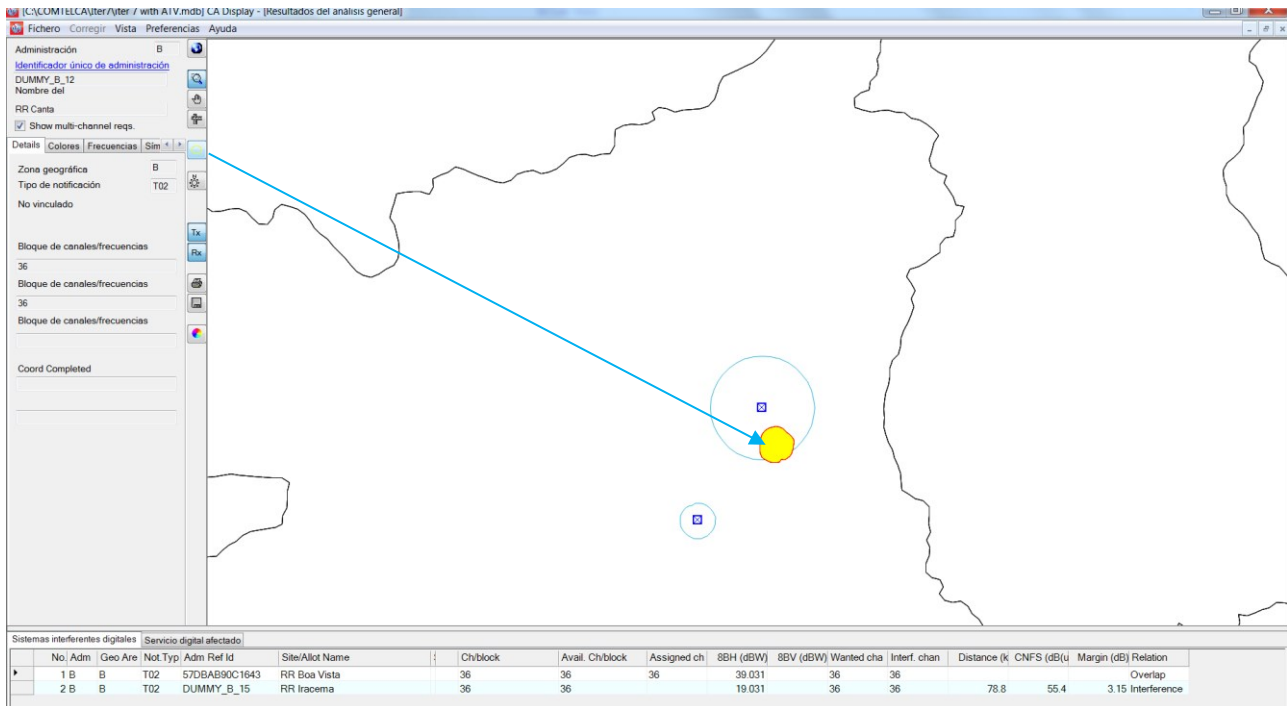 [C:\COMTELCA\Iter7\iter 7 with ATV.mdb] CA Display - [Resultados del análisis general]
Fichero Corregir Vista Preferencias Ayuda
Administración B
Identificador único de administración
DUMMY_B_12
Nombre del
RR Canta
Show multi-channel reqs.
Details Colores Frecuencias Sím
Zona geográfica B
Tipo de notificación T02
No vinculado
Tx
Rx
Bloque de canales/frecuencias
36
Bloque de canales/frecuencias
36
Bloque de canales/frecuencias
Coord Completed
Sistemas interferentes digitales Servicio digital afectado
No. Adm Geo Are Not.Typ Adm Ref Id Site/Allot Name Ch/block Avail. Ch/block Assigned ch 8BH (dBW) 8BV (dBW) Wanted cha Interf. chan Distance (k CNFS (dB(u Margin (dB) Relation
1 B B T02 57DBAB90C1643 RR Boa Vista 36 36 36 39.031 36 36 Overlap
2 B B T02 DUMMY_B_15 RR Iracema 36 36 19.031 36 36 78.8 55.4 3.15 Interference